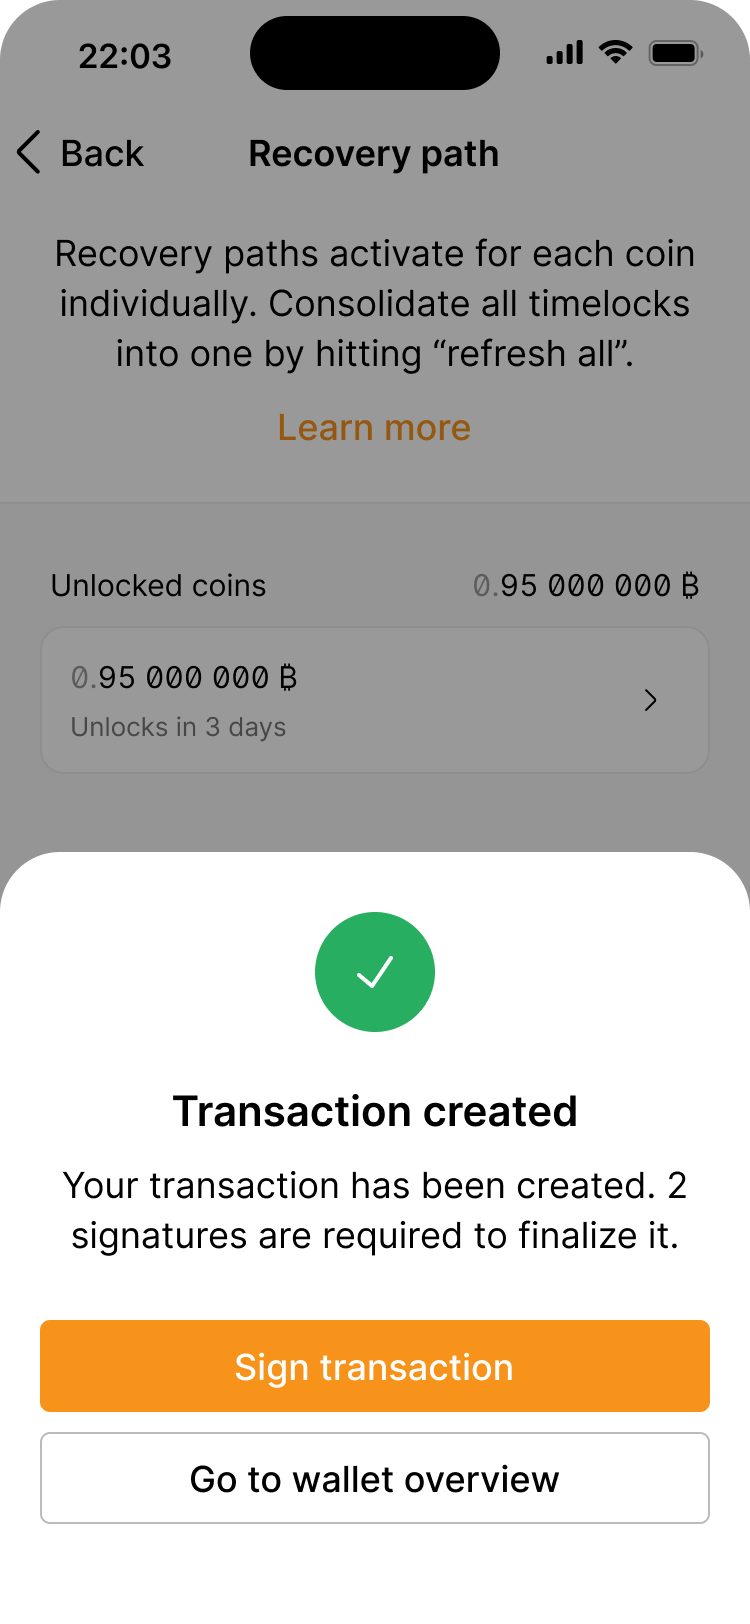 22:03
Back
Recovery path
Recovery paths activate for each coin
individually. Consolidate all timelocks
into one by hitting “refresh all”.
Learn more
Unlocked coins
0.95 000 000 ₿
0.95 000 000 ₿
Unlocks in 3 days
Transaction created
Your transaction has been created. 2
signatures are required to finalize it.
Sign transaction
Go to wallet overview